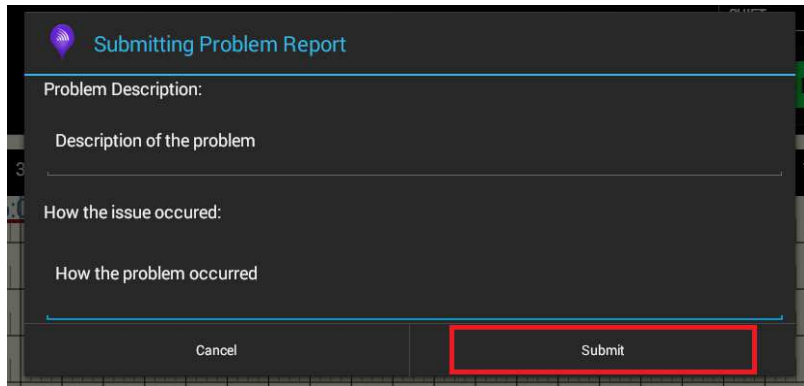 Submitting Problem Report
Problem Description:
Description of the problem
How the issue occured:
How the problem occurred
Cancel
Submit